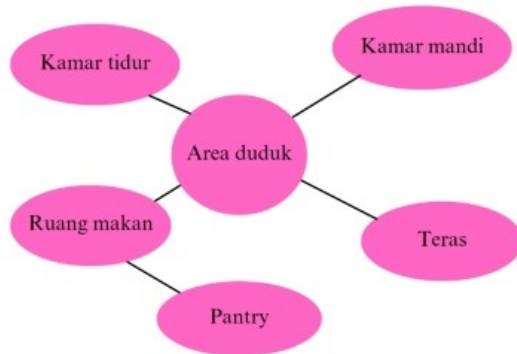 Kamar tidur
Kamar mandi
Area duduk
Ruang makan
Teras
Pantry